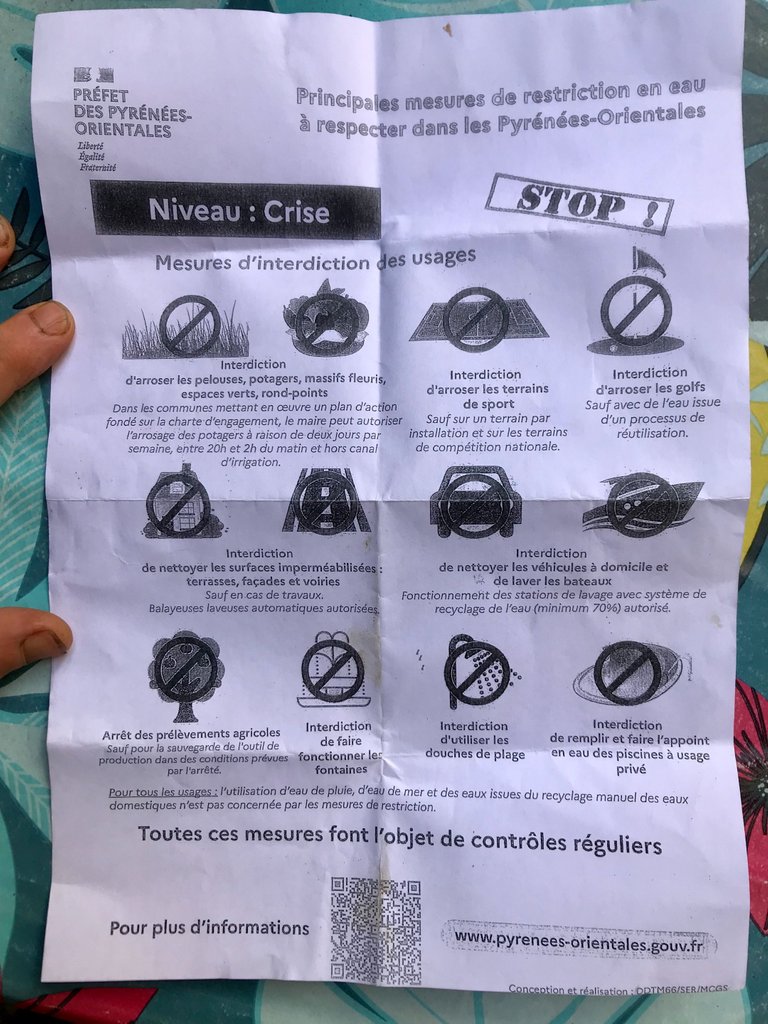 PRÉFET
DES PYRÉNÉES-
ORIENTALES
Liberté
Égalité
Fraternité
Principales mesures de restriction en eau
à respecter dans les Pyrénées-Orientales
Niveau : Crise
STOP !
Mesures d'interdiction des usages
Interdiction
d'arroser les pelouses, potagers, massifs fleuris,
espaces verts, rond-points
Dans les communes mettant en œuvre un plan d'action
fondé sur la charte d'engagement, le maire peut autoriser
l'arrosage des potagers à raison de deux jours par
semaine, entre 20h et 2h du matin et hors canal
d'irrigation.
Interdiction
d'arroser les terrains
de sport
Sauf sur un terrain par
installation et sur les terrains
de compétition nationale.
Interdiction
d'arroser les golfs
Sauf avec de l'eau issue
d'un processus de
réutilisation.
Interdiction
de nettoyer les surfaces imperméabilisées :
terrasses, façades et voiries
Sauf en cas de travaux.
Balayeuses laveuses automatiques autorisées.
Interdiction
de nettoyer les véhicules à domicile et
de laver les bateaux
Fonctionnement des stations de lavage avec système de
recyclage de l'eau (minimum 70%) autorisé.
Arrêt des prélèvements agricoles
Sauf pour la sauvegarde de l'outil de
production dans des conditions prévues
par l'arrêté.
Interdiction
de faire
fonctionner les
fontaines
Interdiction
d'utiliser les
douches de plage
Interdiction
de remplir et faire l'appoint
en eau des piscines à usage
privé
Pour tous les usages : l'utilisation d'eau de pluie, d'eau de mer et des eaux issues du recyclage manuel des eaux
domestiques n'est pas concernée par les mesures de restriction.
Toutes ces mesures font l'objet de contrôles réguliers
Pour plus d'informations
www.pyrenees-orientales.gouv.fr
Conception et réalisation : DDTM66/SER/MCGS